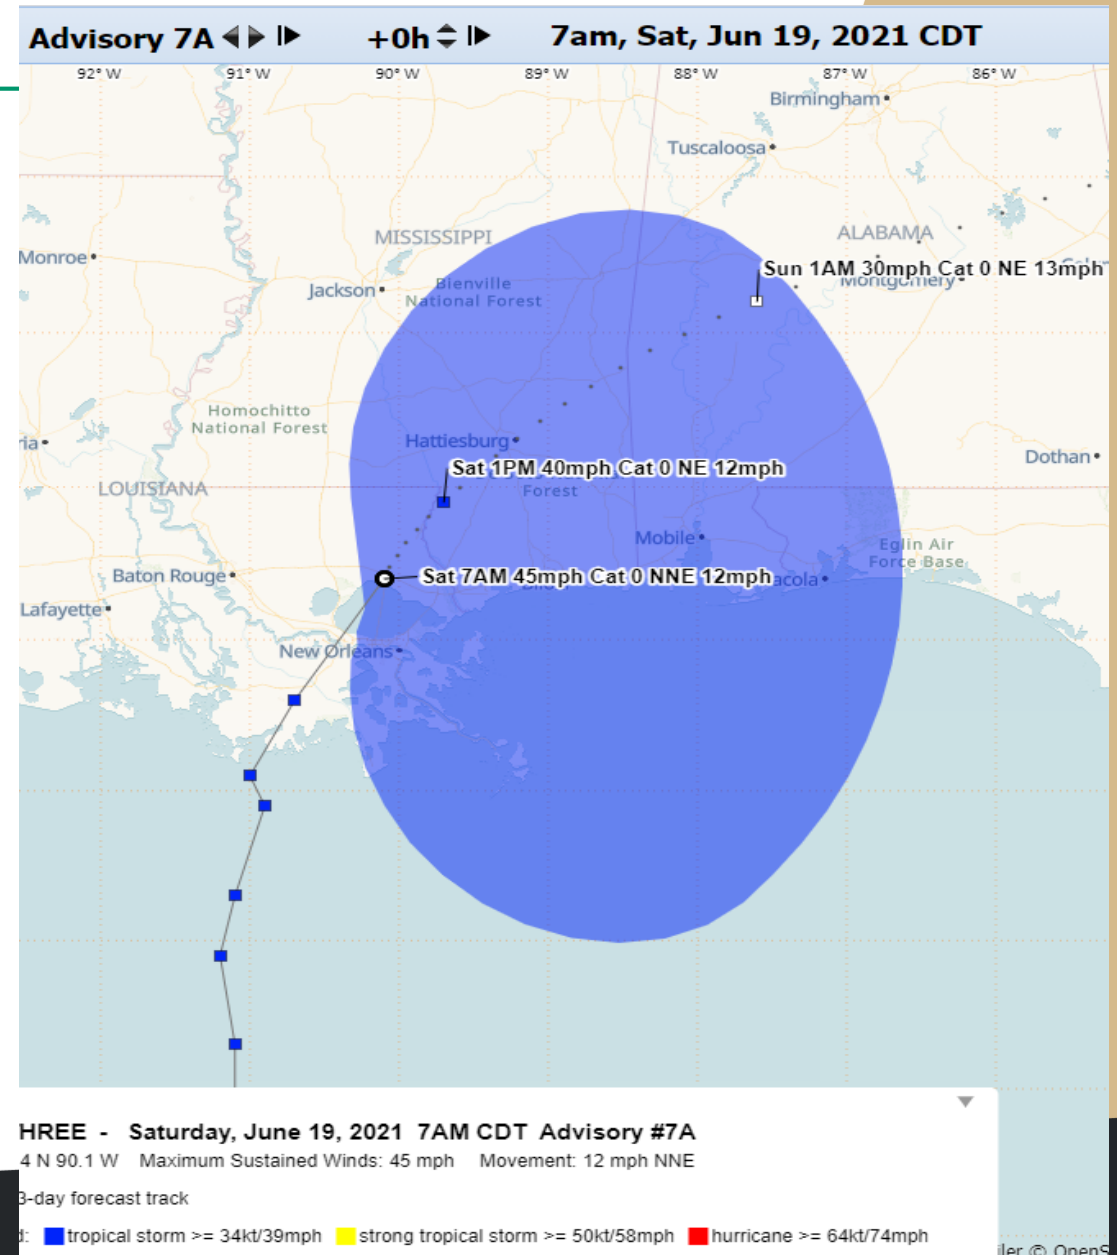 Advisory 7A +0h 7am, Sat, Jun 19, 2021 CDT
92°W 91°W 90°W 89°W 88°W 87°W 86°W
Birmingham
Tuscaloosa
MISSISSIPPI
ALABAMA
Monroe
Sun 1AM 30mph Cat 0 NE 13mph
Montgomery
Jackson
Bienville
National Forest
Homochitto
National Forest
Hattiesburg
ria
Dothan
Sat 1PM 40mph Cat 0 NE 12mph
Forest
LOUISIANA
Mobile
Eglin Air
Force Base
Baton Rouge
Sat 7AM 45mph Cat 0 NNE 12mph
acola
Lafayette
New Orleans
HREE - Saturday, June 19, 2021 7AM CDT Advisory #7A
4 N 90.1 W Maximum Sustained Winds: 45 mph Movement: 12 mph NNE
3-day forecast track
d: tropical storm >= 34kt/39mph strong tropical storm >= 50kt/58mph hurricane >= 64kt/74mph
iler © OpenS